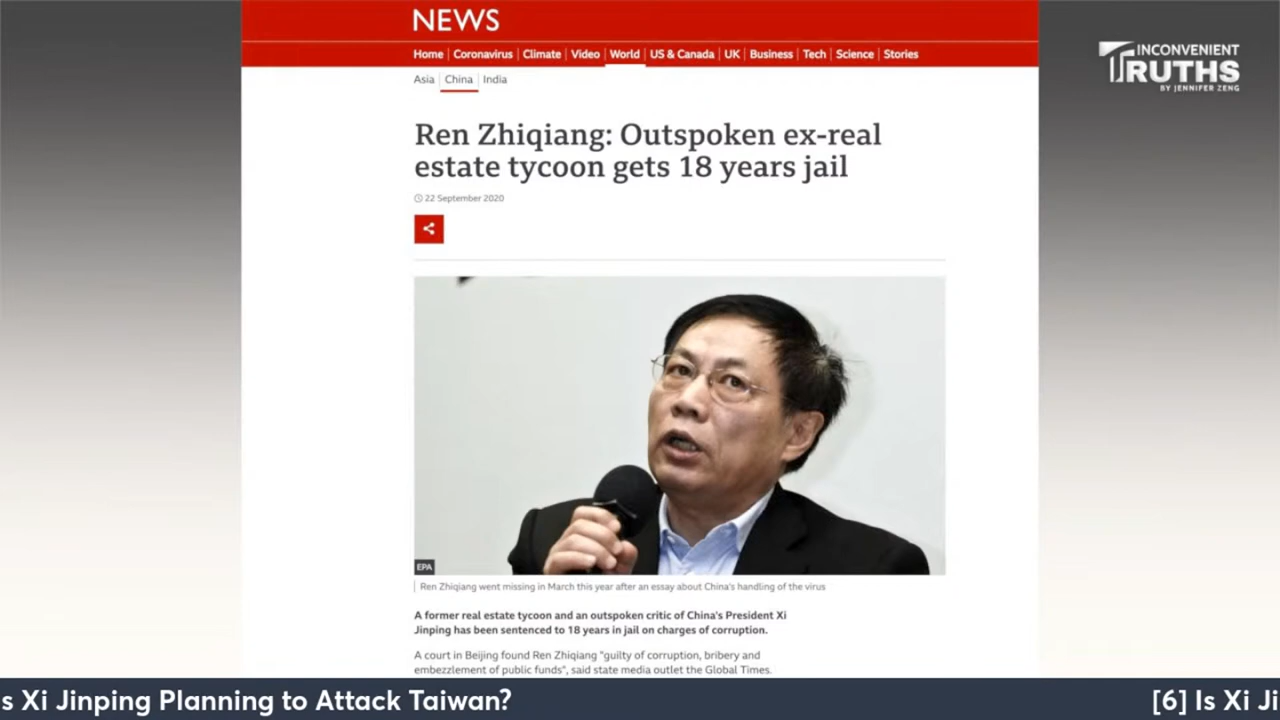 NEWS
Home Coronavirus Climate Video World US & Canada UK Business Tech Science Stories
Asia China India
INCONVENIENT
TRUTHS
BY JENNIFER ZENG
Ren Zhiqiang: Outspoken ex-real
estate tycoon gets 18 years jail
22 September 2020
EPA
Ren Zhiqiang went missing in March this year after an essay about China's handling of the virus
A former real estate tycoon and an outspoken critic of China's President Xi
Jinping has been sentenced to 18 years in jail on charges of corruption.
A court in Beijing found Ren Zhiqiang "guilty of corruption, bribery and
embezzlement of public funds", said state media outlet the Global Times.
s Xi Jinping Planning to Attack Taiwan? [6] Is Xi Ji